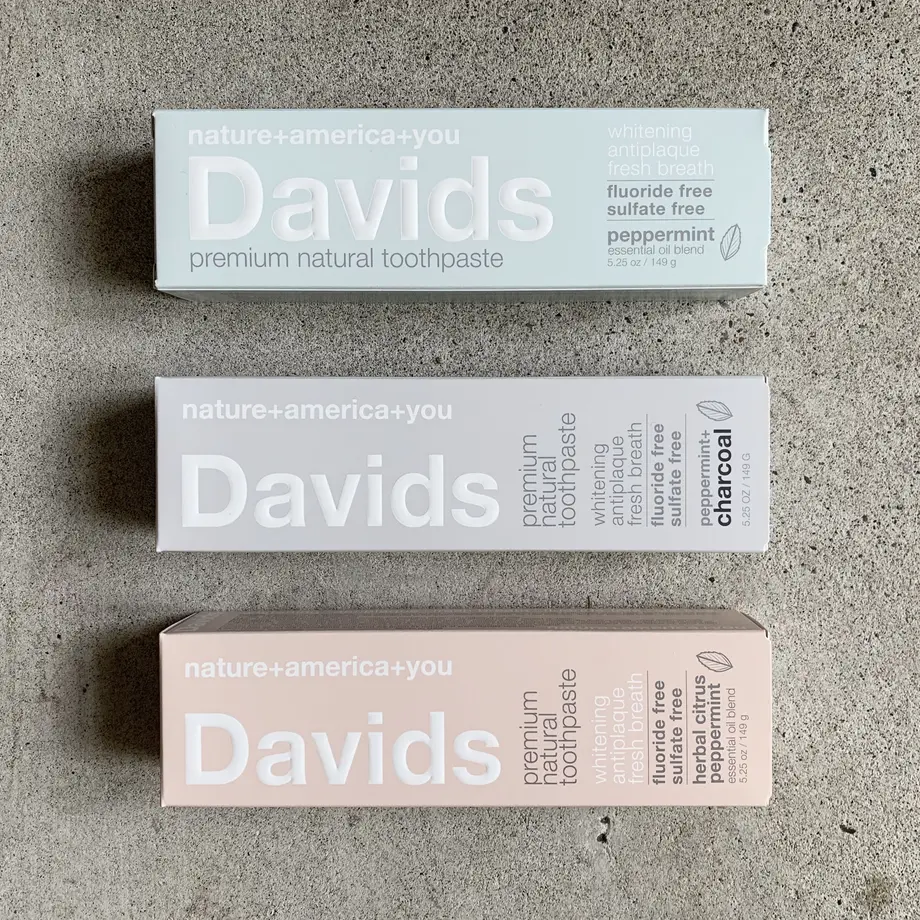 nature+america+you
Davids
premium natural toothpaste
whitening
antiplaque
fresh breath
fluoride free
sulfate free
peppermint
essential oil blend
5.25 oz / 149 g
nature+america+you
Davids
premium
natural
toothpaste
whitening
antiplaque
fresh breath
fluoride free
sulfate free
peppermint+
charcoal
5.25 OZ / 149 G
nature+america+you
Davids
premium
natural
toothpaste
whitening
antiplaque
fresh breath
fluoride free
sulfate free
herbal citrus
peppermint
essential oil blend
5.25 oz / 149 g